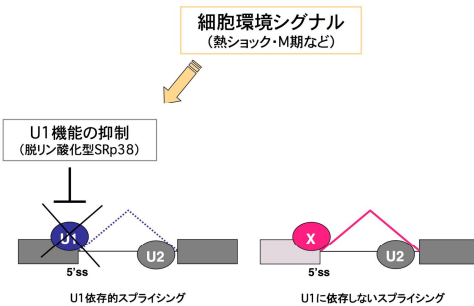 細胞環境シグナル
(熱ショック・M期など)
U1機能の抑制
(脱リン酸化型SRp38)
U1
U2
5'ss
U1依存的スプライシング
X
U2
5'ss
U1に依存しないスプライシング